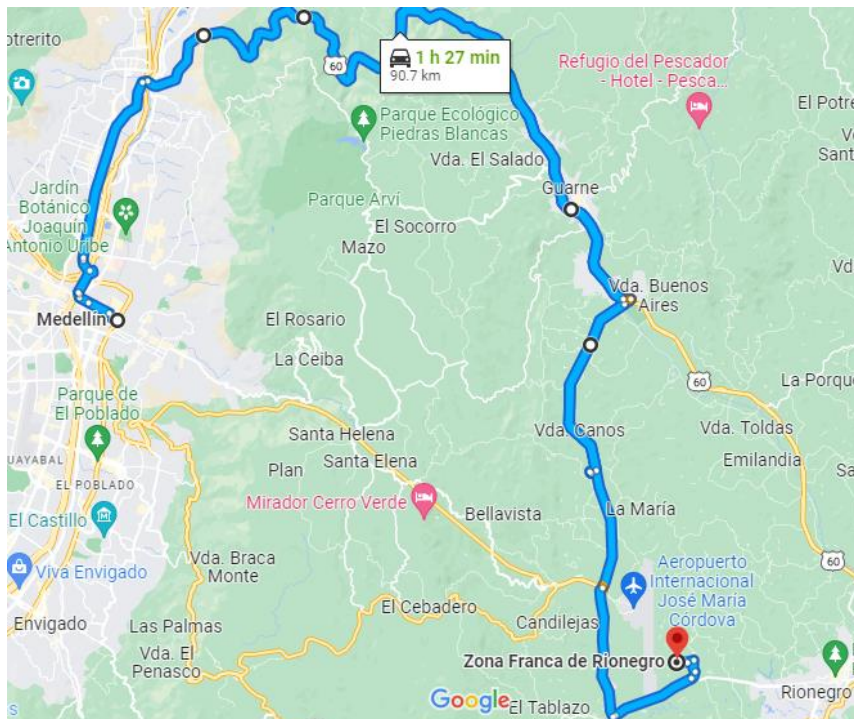 otrerito
60
1 h 27 min
90.7 km
Refugio del Pescador
- Hotel - Pesca...
El Potre
Parque Ecológico
Piedras Blancas
Vda. El Salado
Sant
Jardín
Botánico
Joaquín
Antonio Uribe
Parque Arví
Guarne
El Socorro
Mazo
Vd
Vda. Buenos
Aires
Medellín
El Rosario
La Ceiba
60
La Porque
Parque de
El Poblado
Santa Helena
Vda. Canos
Vda. Toldas
GUAYABAL
Plan
Santa Elena
Emilandia
Sa
EL POBLADO
Mirador Cerro Verde
La María
El Castillo
Bellavista
Vda. Braca
Monte
Aeropuerto
Internacional
José María
Córdova
60
Viva Envigado
Envigado
Las Palmas
El Cebadero
Candilejas
Vda. El
Penasco
Zona Franca de Rionegro
Google
El Tablazo
Rionegro
s